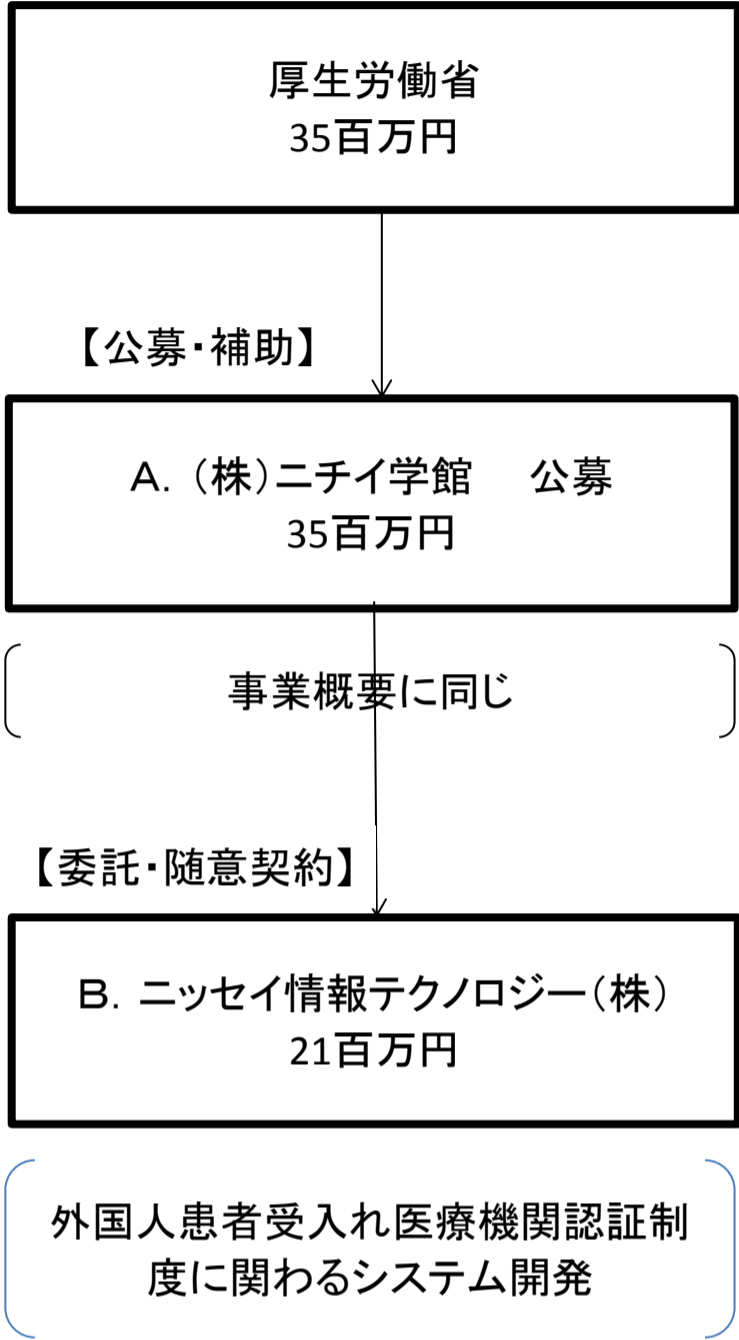 厚生労働省
35百万円
【公募・補助】
A．（株）ニチイ学館　公募
35百万円
事業概要に同じ
【委託・随意契約】
B．ニッセイ情報テクノロジー（株）
21百万円
外国人患者受入れ医療機関認証制
度に関わるシステム開発